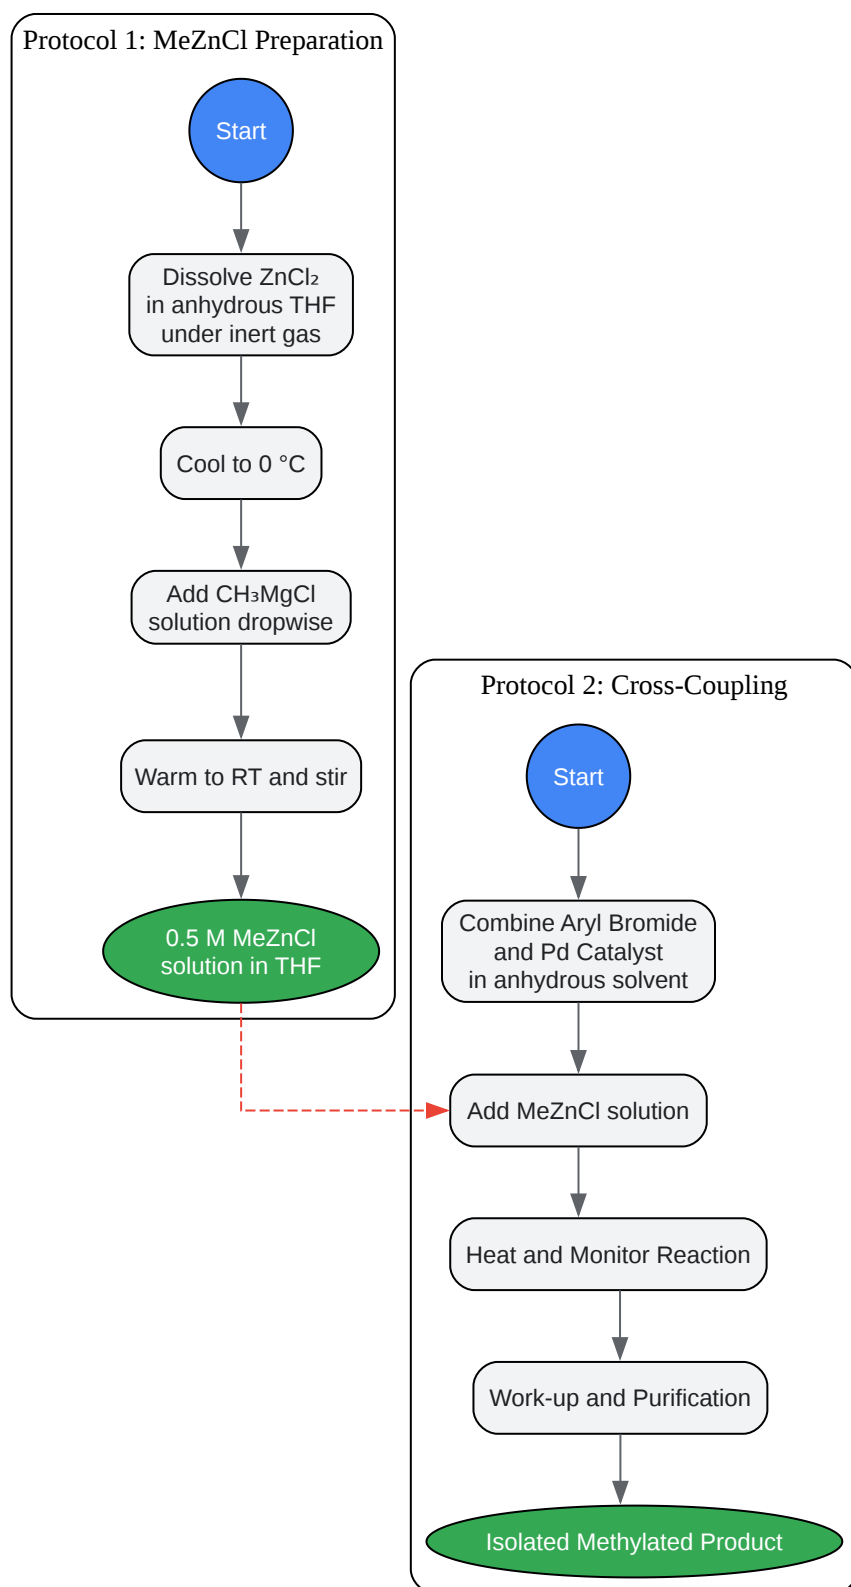 Protocol 1: MeZnCl Preparation
Start
Dissolve ZnCl₂
in anhydrous THF
under inert gas
Cool to 0 °C
Add CH₃MgCl
solution dropwise
Warm to RT and stir
0.5 M MeZnCl
solution in THF
Protocol 2: Cross-Coupling
Start
Combine Aryl Bromide
and Pd Catalyst
in anhydrous solvent
Add MeZnCl solution
Heat and Monitor Reaction
Work-up and Purification
Isolated Methylated Product